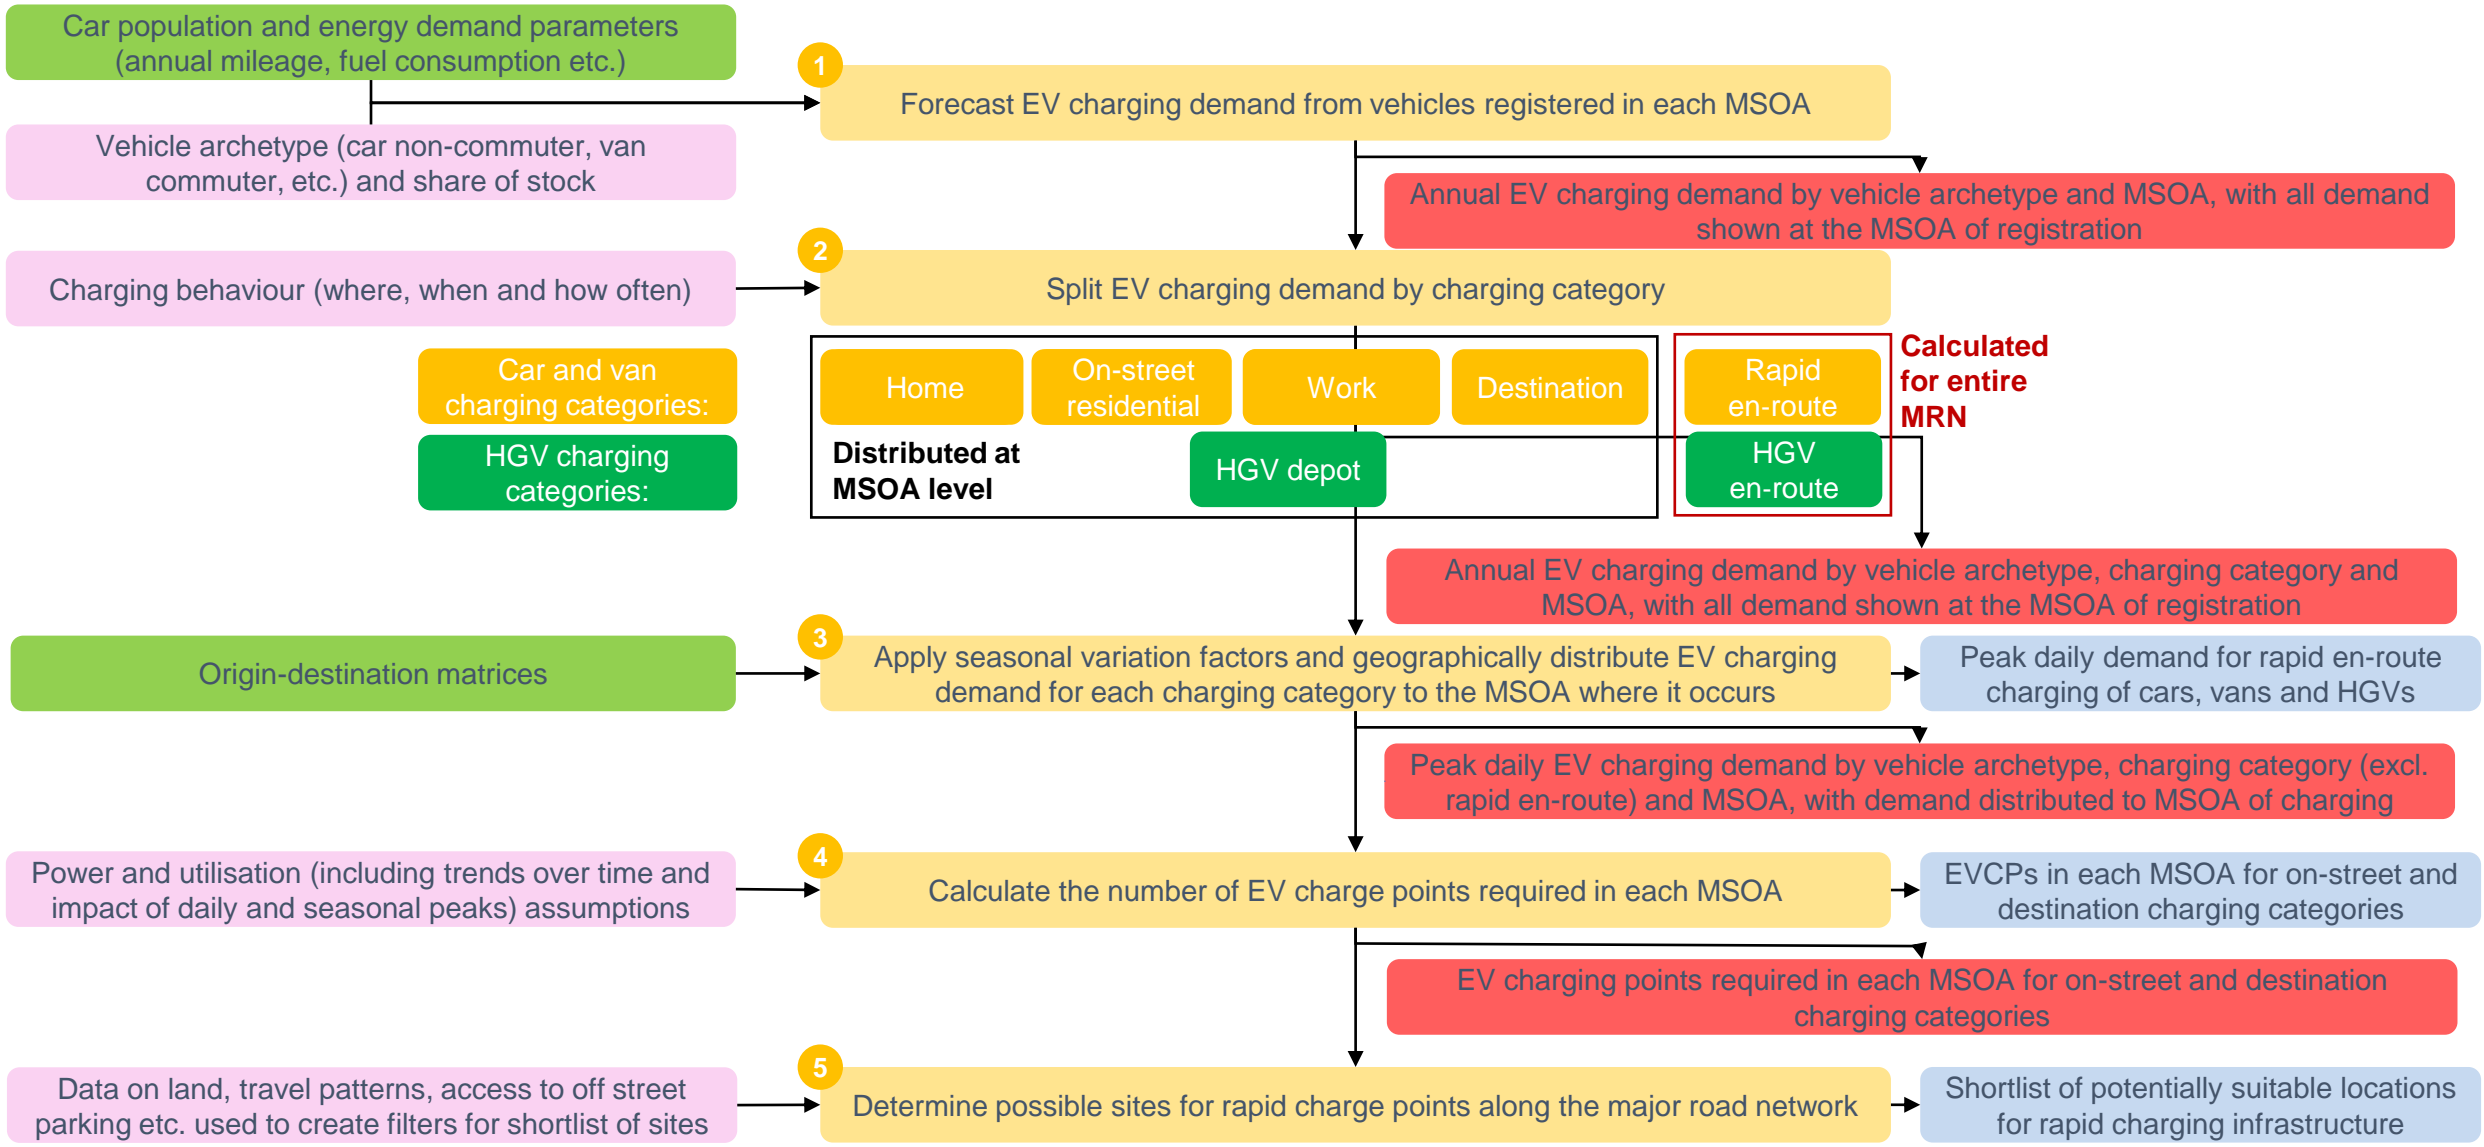 Car population and energy demand parameters
(annual mileage, fuel consumption etc.)
1
Forecast EV charging demand from vehicles registered in each MSOA
Vehicle archetype (car non-commuter, van
commuter, etc.) and share of stock
Annual EV charging demand by vehicle archetype and MSOA, with all demand
shown at the MSOA of registration
2
Charging behaviour (where, when and how often)
Split EV charging demand by charging category
Car and van
charging categories:
Home
On-street
residential
Work
Destination
Rapid
en-route
Calculated
for entire
MRN
HGV charging
categories:
Distributed at
MSOA level
HGV depot
HGV
en-route
Annual EV charging demand by vehicle archetype, charging category and
MSOA, with all demand shown at the MSOA of registration
3
Origin-destination matrices
Apply seasonal variation factors and geographically distribute EV charging
demand for each charging category to the MSOA where it occurs
Peak daily demand for rapid en-route
charging of cars, vans and HGVs
Peak daily EV charging demand by vehicle archetype, charging category (excl.
rapid en-route) and MSOA, with demand distributed to MSOA of charging
4
Power and utilisation (including trends over time and
impact of daily and seasonal peaks) assumptions
Calculate the number of EV charge points required in each MSOA
EVCPs in each MSOA for on-street and
destination charging categories
EV charging points required in each MSOA for on-street and destination
charging categories
5
Data on land, travel patterns, access to off street
parking etc. used to create filters for shortlist of sites
Determine possible sites for rapid charge points along the major road network
Shortlist of potentially suitable locations
for rapid charging infrastructure